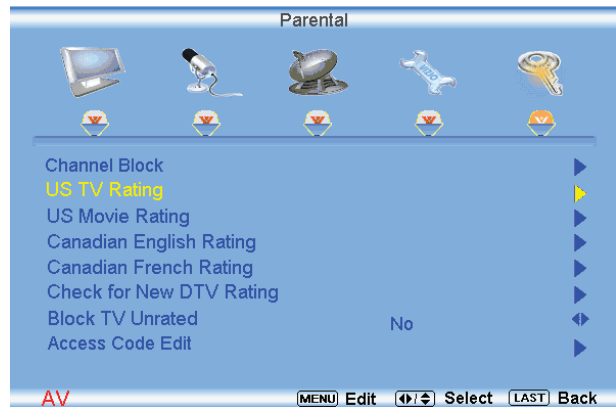 Parental
VIZIO
Channel Block
US TV Rating
US Movie Rating
Canadian English Rating
Canadian French Rating
Check for New DTV Rating
Block TV Unrated No
Access Code Edit
AV MENU Edit Select LAST Back